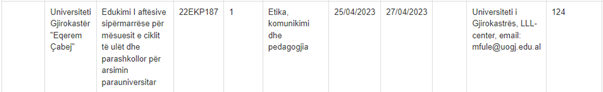 Universiteti
Gjirokastër
"Eqerem
Çabej"
Edukimi I aftësive
sipërmarrëse për
mësuesit e ciklit
të ulët dhe
parashkollor për
arsimin
parauniversitar
22EKP187
1
Etika,
komunikimi
dhe
pedagogjia
25/04/2023
27/04/2023
Universiteti i
Gjirokastrës, LLL-
center, email:
mfule@uogj.edu.al
124